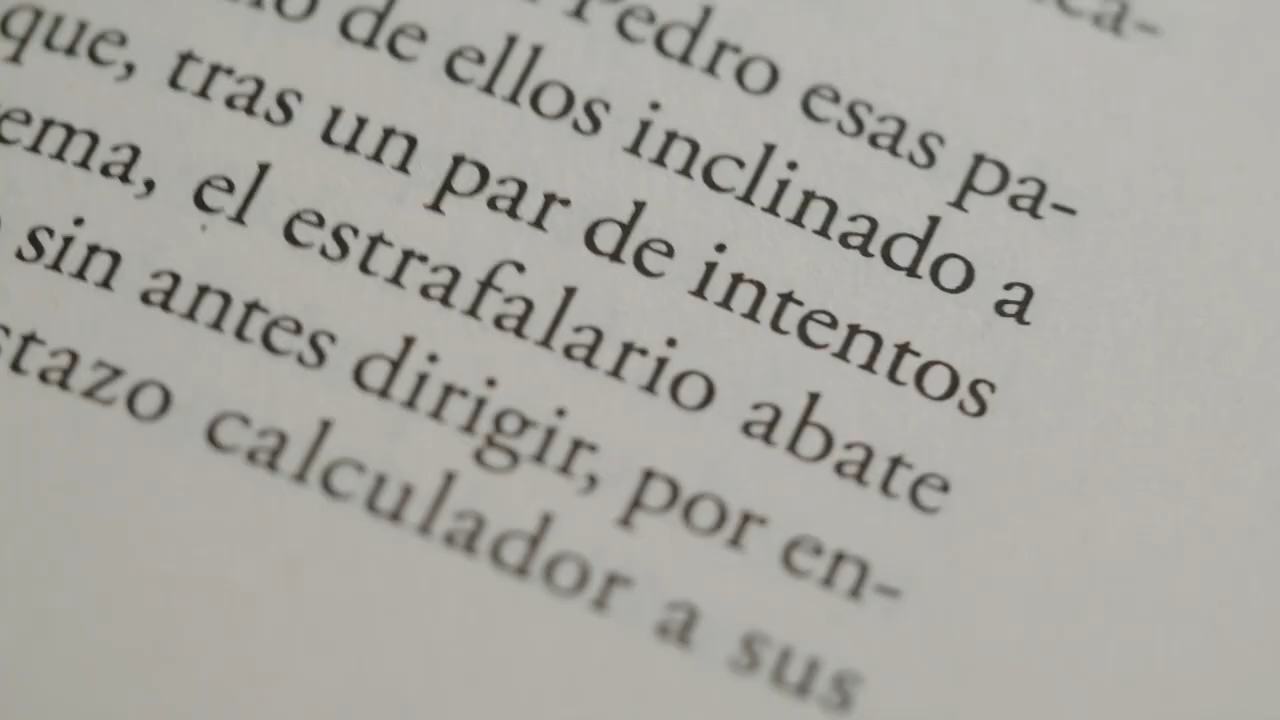 Pedro esas pa-
de ellos inclinado a
que, tras un par de intentos
ema, el estrafalario abate
sin antes dirigir, por en-
stazo calculador a sus